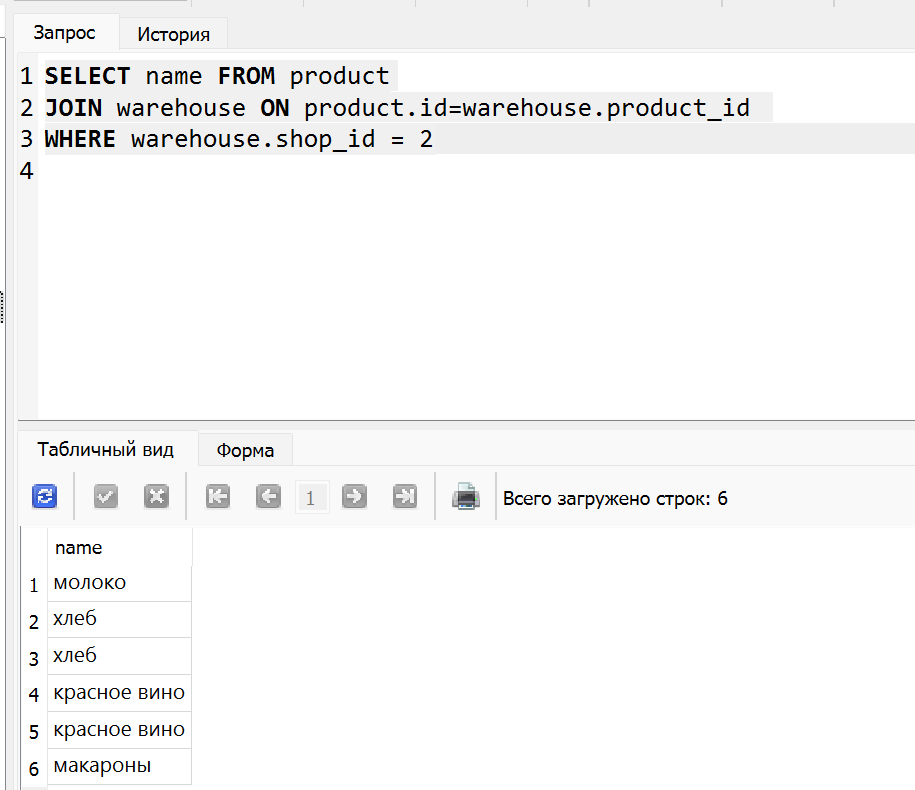 Запрос История
1 SELECT name FROM product
2 JOIN warehouse ON product.id=warehouse.product_id
3 WHERE warehouse.shop_id = 2
4
Табличный вид Форма
1 Всего загружено строк: 6
name
1 молоко
2 хлеб
3 хлеб
4 красное вино
5 красное вино
6 макароны